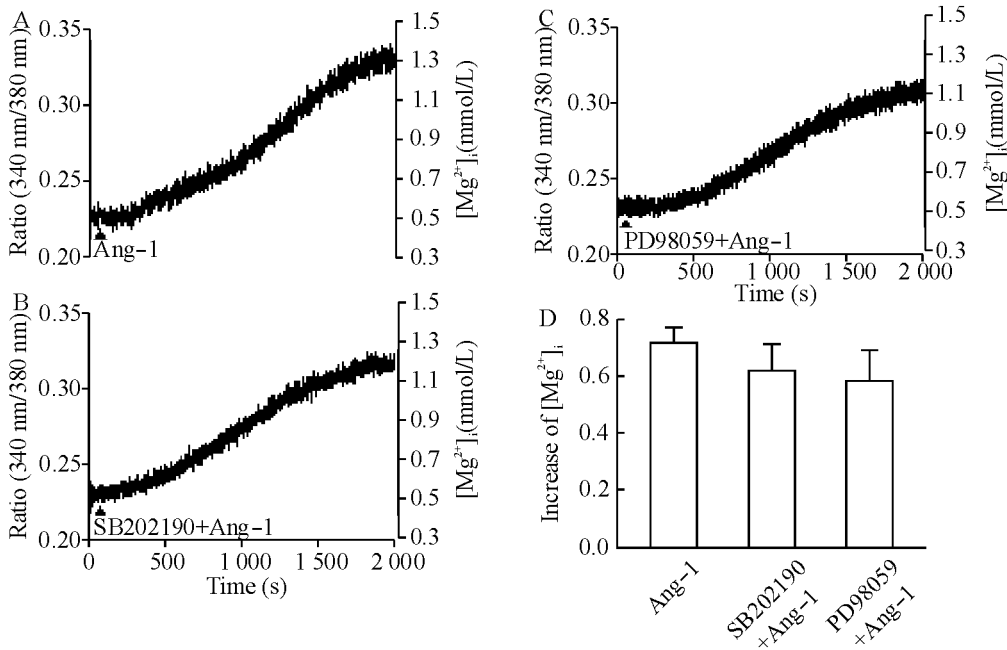 A
Ratio (340 nm/380 nm)
0.35
0.30
0.25
0.20
1.5
1.3
1.1
0.9
0.7
0.5
0.3
[Mg²⁺]ᵢ(mmol/L)
Ang-1
B
Ratio (340 nm/380 nm)
0.35
0.30
0.25
0.20
1.5
1.3
1.1
0.9
0.7
0.5
0.3
[Mg²⁺]ᵢ(mmol/L)
SB202190+Ang-1
0 500 1 000 1 500 2 000
Time (s)
C
Ratio (340 nm/380 nm)
0.35
0.30
0.25
0.20
1.5
1.3
1.1
0.9
0.7
0.5
0.3
[Mg²⁺]ᵢ(mmol/L)
PD98059+Ang-1
0 500 1 000 1 500 2 000
Time (s)
D
Increase of [Mg²⁺]ᵢ
0.8
0.6
0.4
0.2
0.0
Ang-1
SB202190
+Ang-1
PD98059
+Ang-1